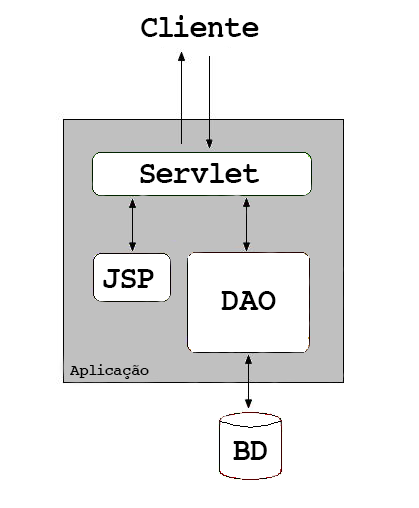 Cliente
Servlet
JSP
DAO
Aplicação
BD